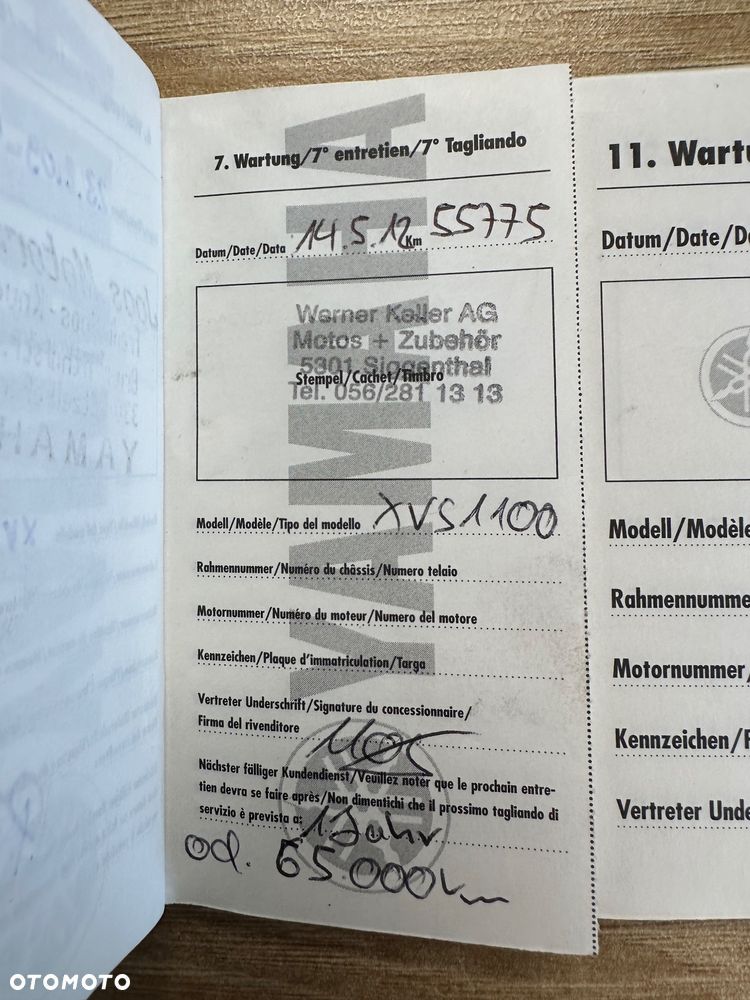 7. Wartung/7° entretien/7° Tagliando
Datum/Date/Data 14.5.12 Km 55775
Werner Keller AG
Motos + Zubehör
5301 Siggenthal
Stempel/Cachet/Timbro
Tel. 056/281 13 13
Modell/Modèle/Tipo del modello XVS1100
Rahmennummer/Numéro du châssis/Numero telaio
Motornummer/Numéro du moteur/Numero del motore
Kennzeichen/Plaque d'immatriculation/Targa
Vertreter Underschrift/Signature du concessionnaire/
Firma del rivenditore
Nächster fälliger Kundendienst/Veuillez noter que le prochain entre-
tien devra se faire après/Non dimentichi che il prossimo tagliando di
servizio è prevista a: 1 Jahr
od. 65.000km
YAMAHA
11. Wartu
Datum/Date/Da
Modell/Modèle
Rahmennumme
Motornummer/
Kennzeichen/P
Vertreter Unde
YAMAH
OTOMOTO